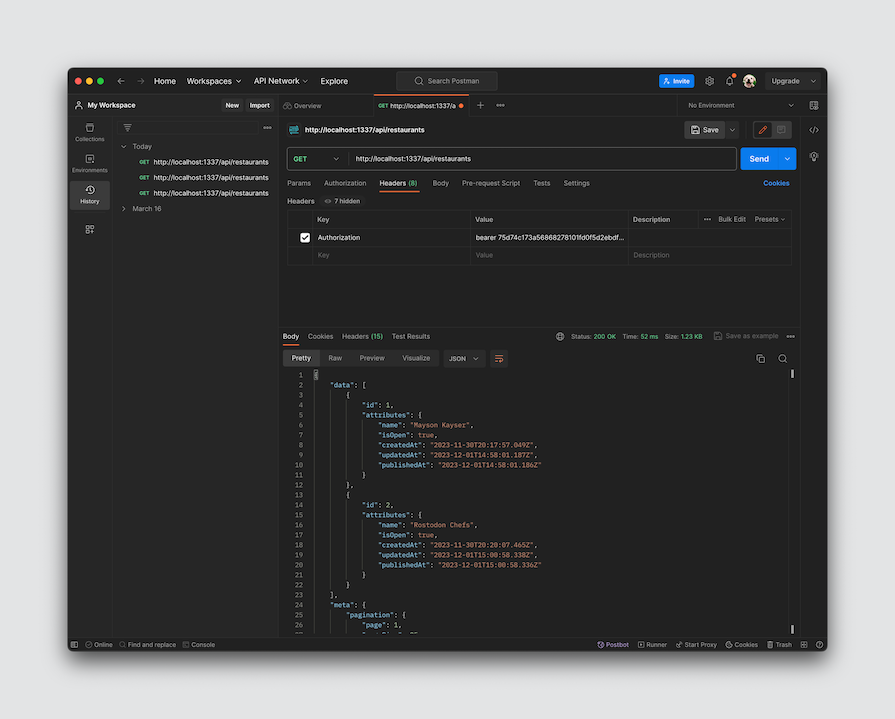 Home Workspaces API Network Explore Search Postman Invite Upgrade
My Workspace New Import Overview GET http://localhost:1337/a No Environment
Collections
Environments
History
Today
GET http://localhost:1337/api/restaurants
GET http://localhost:1337/api/restaurants
GET http://localhost:1337/api/restaurants
March 16
http://localhost:1337/api/restaurants Save
GET http://localhost:1337/api/restaurants Send
Params Authorization Headers (8) Body Pre-request Script Tests Settings Cookies
Headers 7 hidden
Key Value Description Bulk Edit Presets
Authorization bearer 75d74c173a56868278101fd0f5d2ebdf...
Key Value Description
Body Cookies Headers (15) Test Results Status: 200 OK Time: 52 ms Size: 1.23 KB Save as example
Pretty Raw Preview Visualize JSON
1 {
2 "data": [
3 {
4 "id": 1,
5 "attributes": {
6 "name": "Mayson Kayser",
7 "isOpen": true,
8 "createdAt": "2023-11-30T20:17:57.049Z",
9 "updatedAt": "2023-12-01T14:58:01.187Z",
10 "publishedAt": "2023-12-01T14:58:01.186Z"
11 }
12 },
13 {
14 "id": 2,
15 "attributes": {
16 "name": "Rostodon Chefs",
17 "isOpen": true,
18 "createdAt": "2023-11-30T20:20:07.465Z",
19 "updatedAt": "2023-12-01T15:00:58.338Z",
20 "publishedAt": "2023-12-01T15:00:58.336Z"
21 }
22 }
23 ],
24 "meta": {
25 "pagination": {
26 "page": 1,
Online Find and replace Console Postbot Runner Start Proxy Cookies Trash